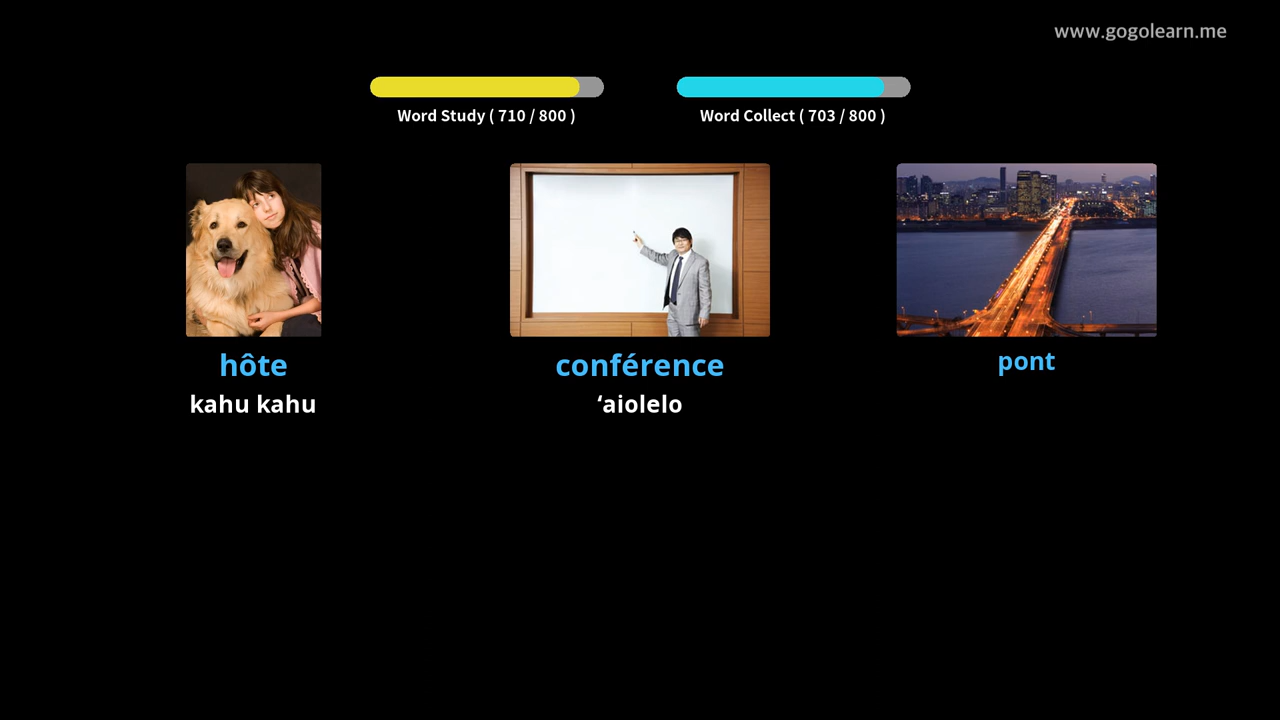 www.gogolearn.me
Word Study ( 710 / 800 )
Word Collect ( 703 / 800 )
hôte
conférence
pont
kahu kahu
ʻaiolelo